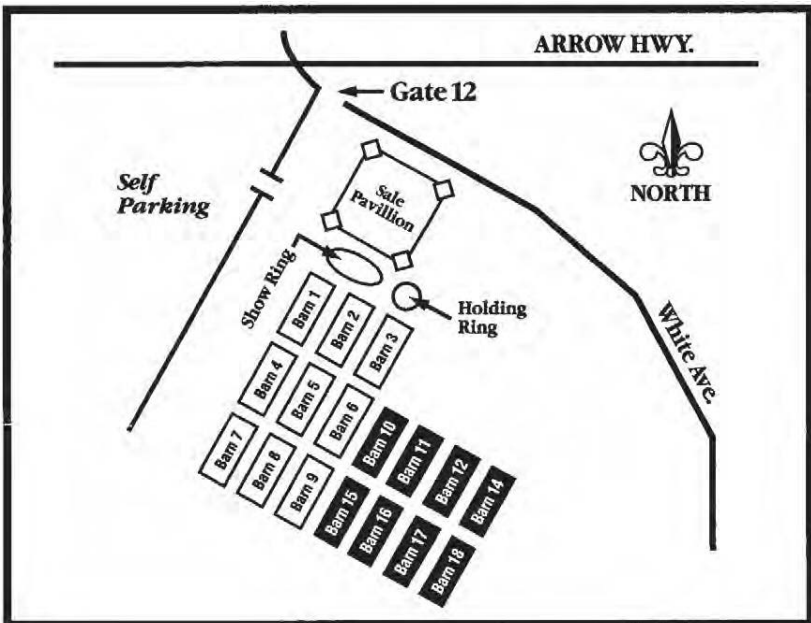 ARROW HWY.
Gate 12
NORTH
Self
Parking
Sale
Pavillion
Show Ring
Holding
Ring
White Ave.
Barn 1
Barn 2
Barn 3
Barn 4
Barn 5
Barn 6
Barn 7
Barn 8
Barn 9
Barn 10
Barn 11
Barn 12
Barn 14
Barn 15
Barn 16
Barn 17
Barn 18